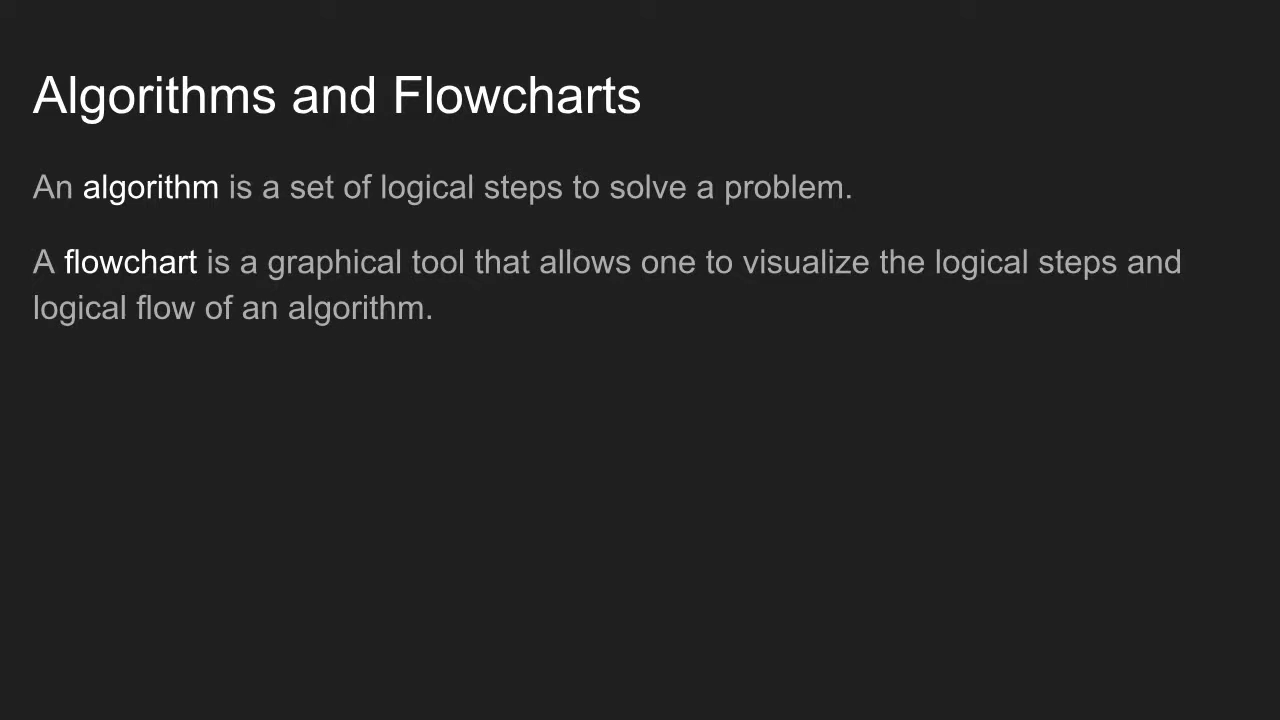 Algorithms and Flowcharts
An algorithm is a set of logical steps to solve a problem.
A flowchart is a graphical tool that allows one to visualize the logical steps and
logical flow of an algorithm.